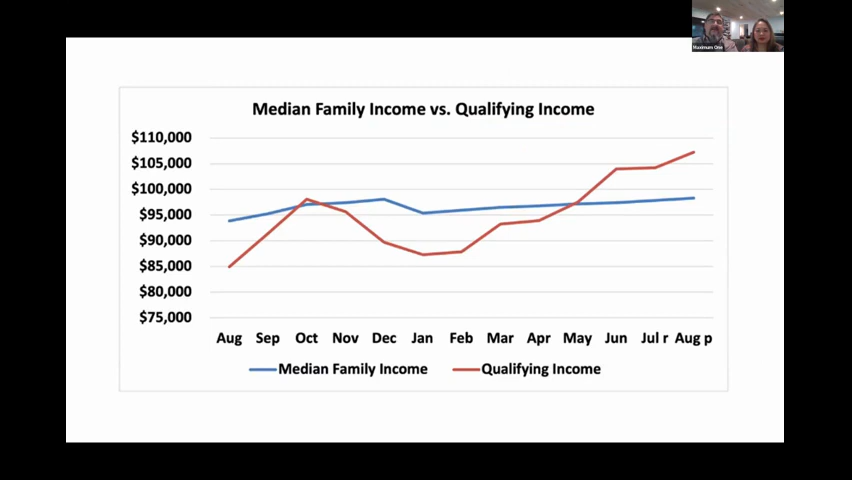 Maximum One
Median Family Income vs. Qualifying Income
$110,000
$105,000
$100,000
$95,000
$90,000
$85,000
$80,000
$75,000
Aug Sep Oct Nov Dec Jan Feb Mar Apr May Jun Jul r Aug p
Median Family Income Qualifying Income